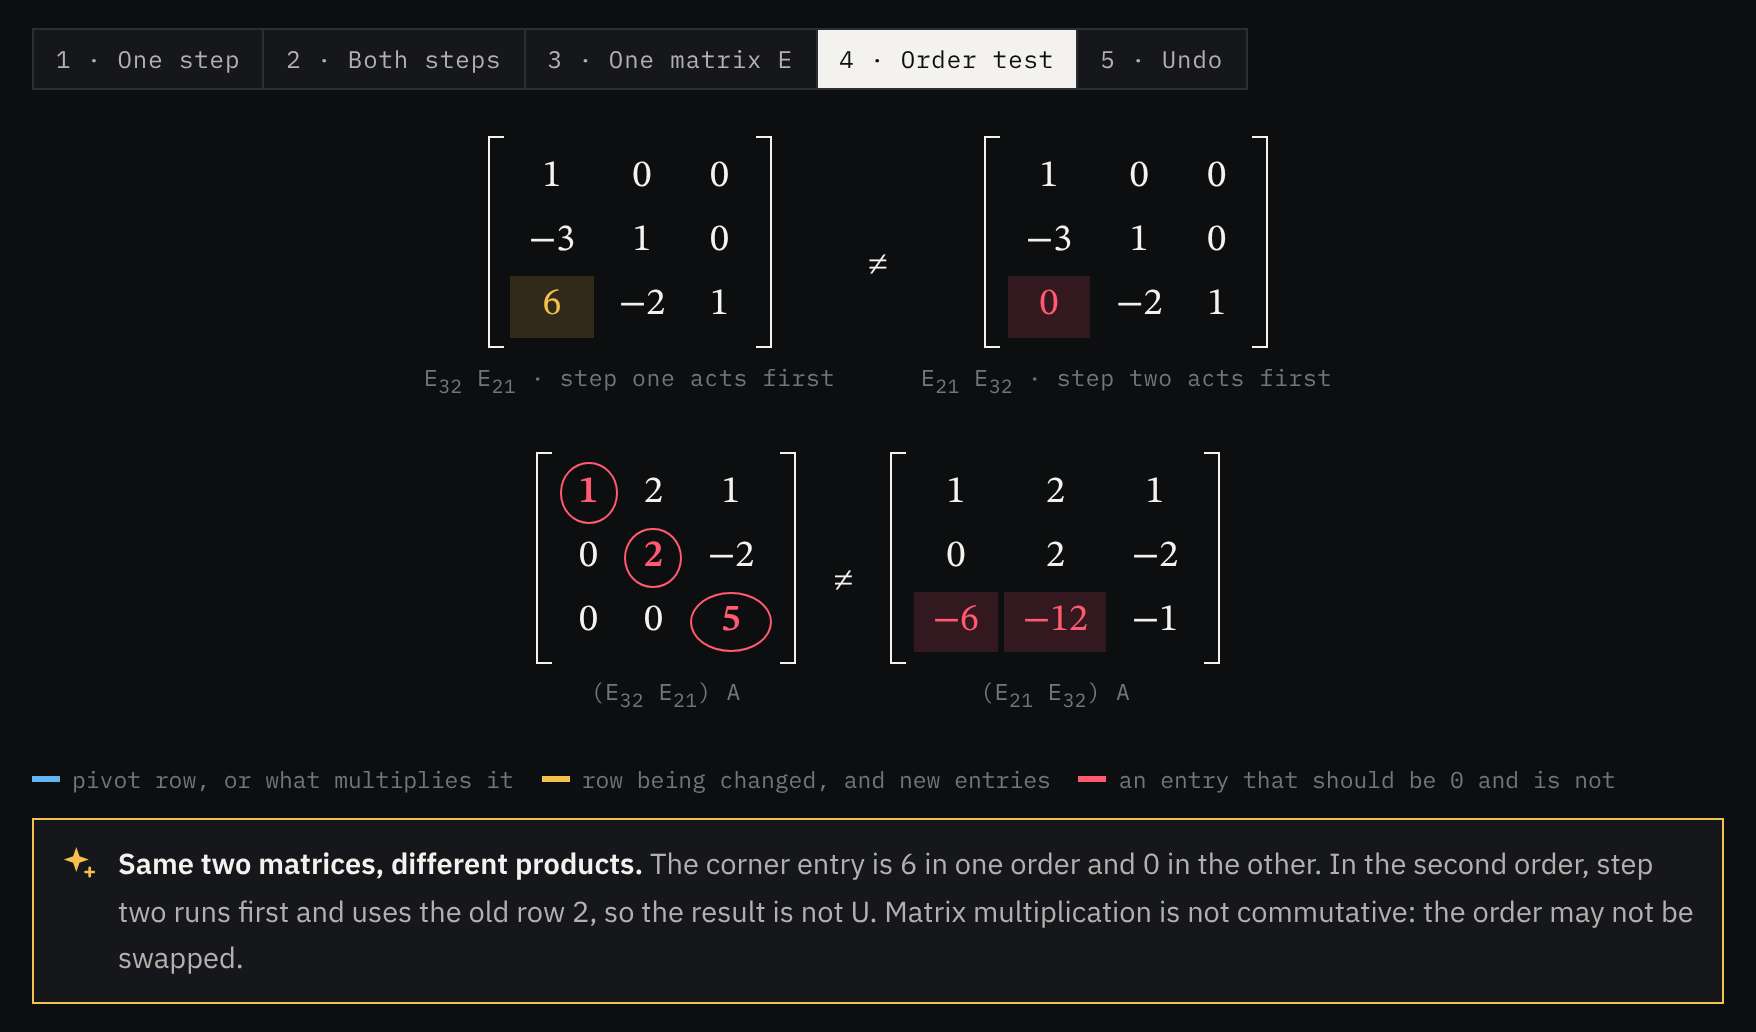 1 · One step 2 · Both steps 3 · One matrix E 4 · Order test 5 · Undo
1 0 0 1 0 0
−3 1 0 ≠ −3 1 0
6 −2 1 0 −2 1
E32 E21 · step one acts first E21 E32 · step two acts first
1 2 1 1 2 1
0 2 −2 ≠ 0 2 −2
0 0 5 −6 −12 −1
(E32 E21) A (E21 E32) A
pivot row, or what multiplies it row being changed, and new entries an entry that should be 0 and is not
Same two matrices, different products. The corner entry is 6 in one order and 0 in the other. In the second order, step
two runs first and uses the old row 2, so the result is not U. Matrix multiplication is not commutative: the order may not be
swapped.